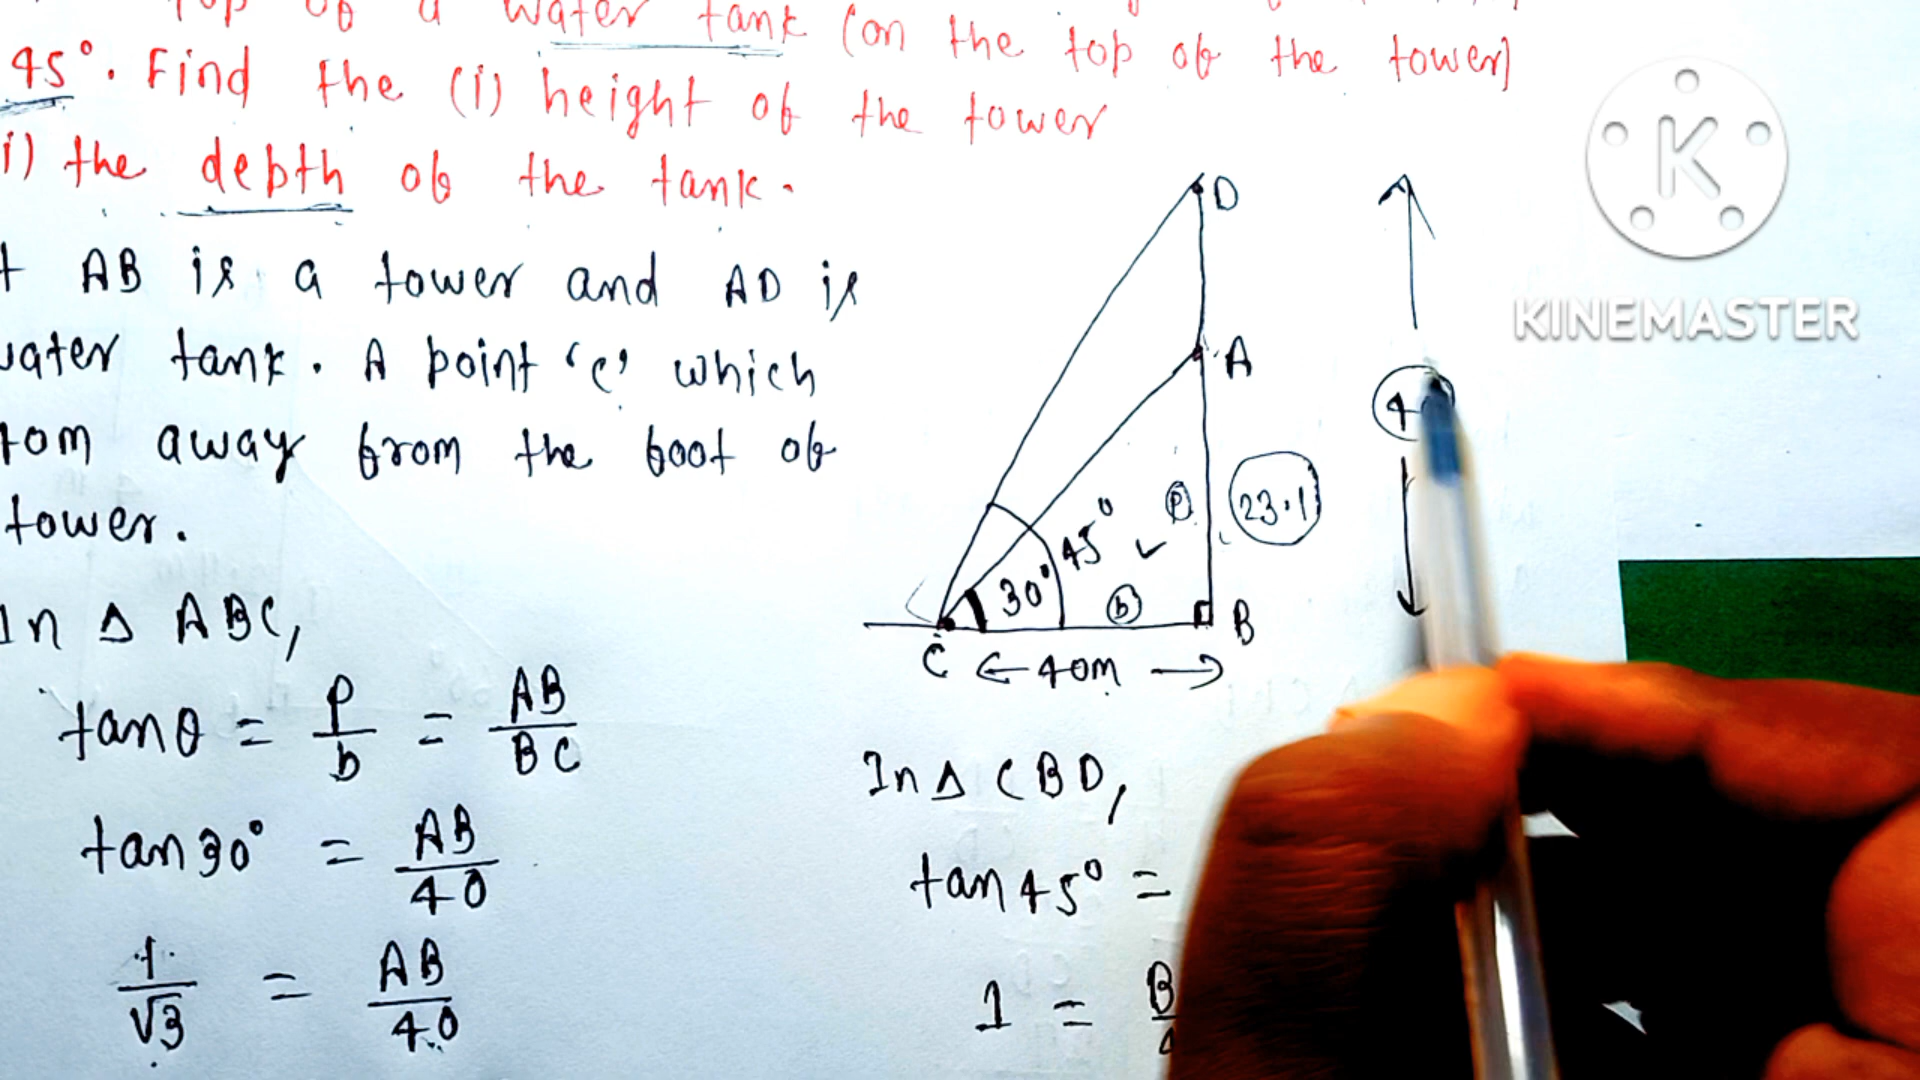 top of a water tank (on the top of the tower)
45°. Find the (i) height of the tower
i) the depth of the tank.
AB is a tower and AD is
water tank. A point 'c' which
away from the foot of
tower.
In Δ ABC,
tanθ = p/b = AB/BC
tan30° = AB/40
1/√3 = AB/40
D
A
B
C
45°
30°
p
b
23.1
← 40m →
In Δ CBD,
tan45° =
1 =
K
KINEMASTER